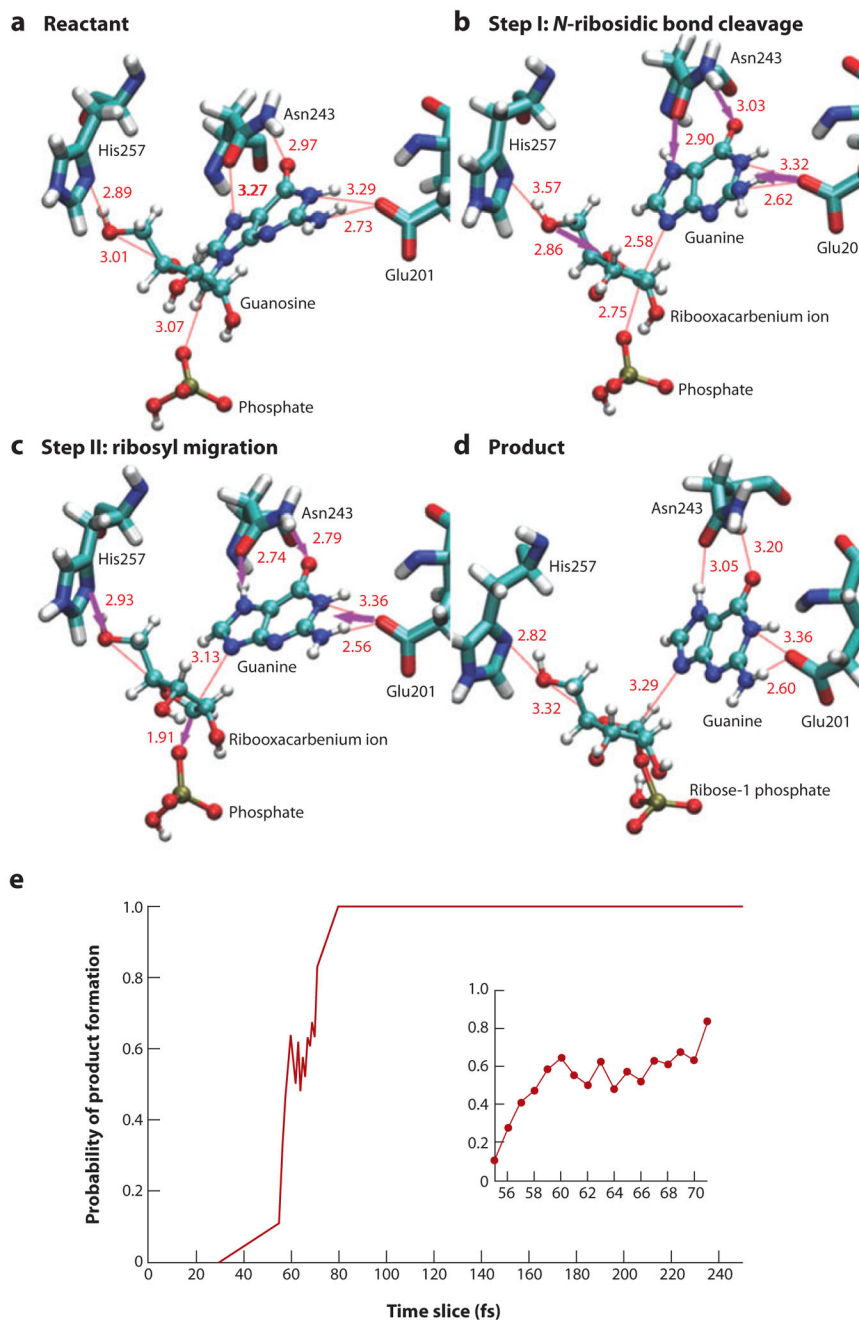 a Reactant
Asn243
His257
2.97
2.89
3.27
3.29
2.73
3.01
Glu201
Guanosine
3.07
Phosphate
b Step I: N-ribosidic bond cleavage
Asn243
His257
3.03
2.90
3.32
3.57
2.62
2.86
2.58
Guanine
Glu20
2.75
Ribooxacarbenium ion
Phosphate
c Step II: ribosyl migration
Asn243
His257
2.79
2.74
2.93
3.36
3.13
2.56
Guanine
Glu201
1.91
Ribooxacarbenium ion
Phosphate
d Product
Asn243
His257
3.20
3.05
2.82
3.36
3.29
2.60
3.32
Guanine
Glu201
Ribose-1 phosphate
e
Probability of product formation
1.0
0.8
0.6
0.4
0.2
0
0 20 40 60 80 100 120 140 160 180 200 220 240
Time slice (fs)
1.0
0.8
0.6
0.4
0.2
0
56 58 60 62 64 66 68 70